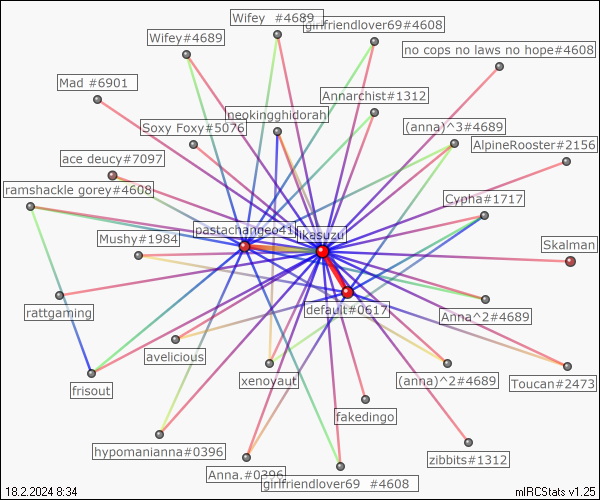 Wifey  #4689
girlfriendlover69#4608
Wifey#4689
no cops no laws no hope#4608
Mad #6901
Annarchist#1312
neokingghidorah
Soxy Foxy#5076
(anna)^3#4689
AlpineRooster#2156
ace deucy#7097
ramshackle gorey#4608
Cypha#1717
pastachangeo41
ikasuzu
Mushy#1984
Skalman
rattgaming
default#0617
Anna^2#4689
avelicious
xenoyaut
(anna)^2#4689
Toucan#2473
frisout
fakedingo
hypomanianna#0396
zibbits#1312
Anna.#0396
girlfriendlover69  #4608
18.2.2024 8:34
mIRCStats v1.25